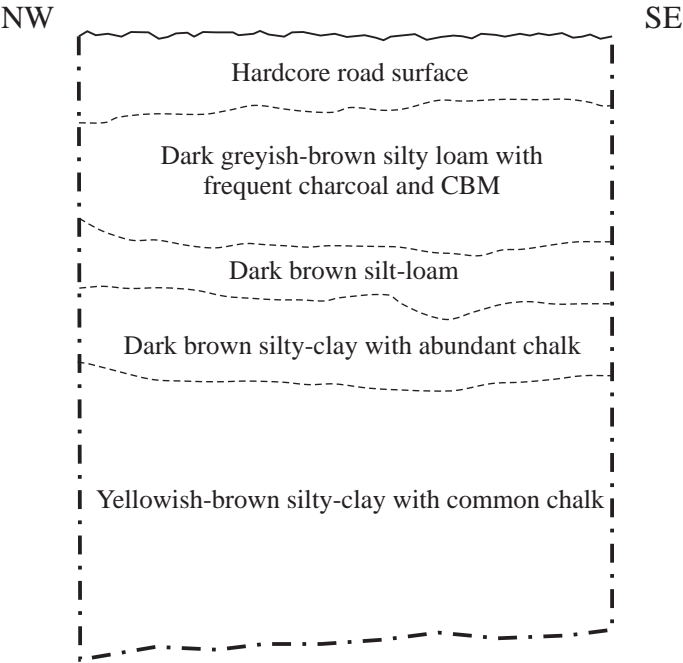 NW
SE
Hardcore road surface
Dark greyish-brown silty loam with
frequent charcoal and CBM
Dark brown silt-loam
Dark brown silty-clay with abundant chalk
Yellowish-brown silty-clay with common chalk